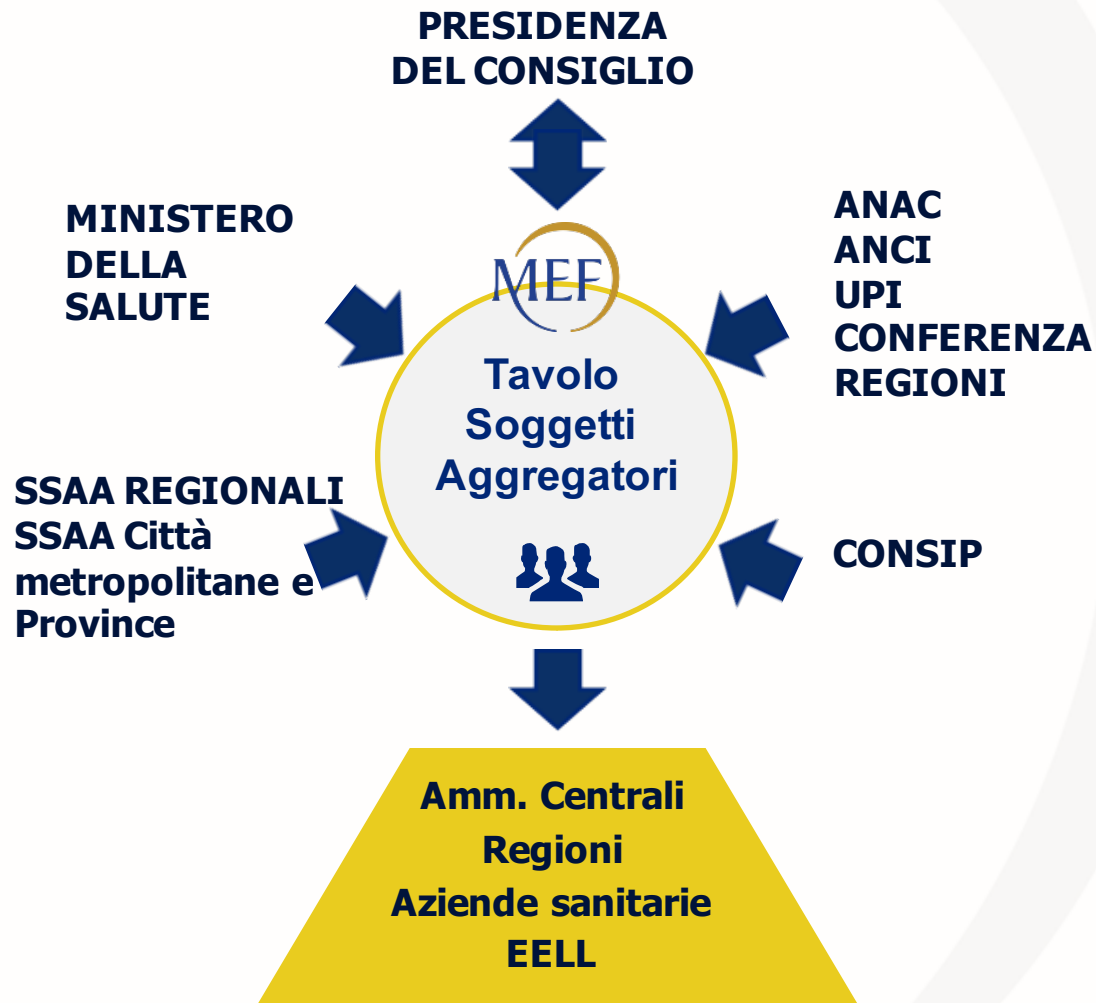 PRESIDENZA
DEL CONSIGLIO
MINISTERO
DELLA
SALUTE
ANAC
ANCI
UPI
CONFERENZA
REGIONI
MEF
Tavolo
Soggetti
Aggregatori
SSAA REGIONALI
SSAA Città
metropolitane e
Province
CONSIP
Amm. Centrali
Regioni
Aziende sanitarie
EELL